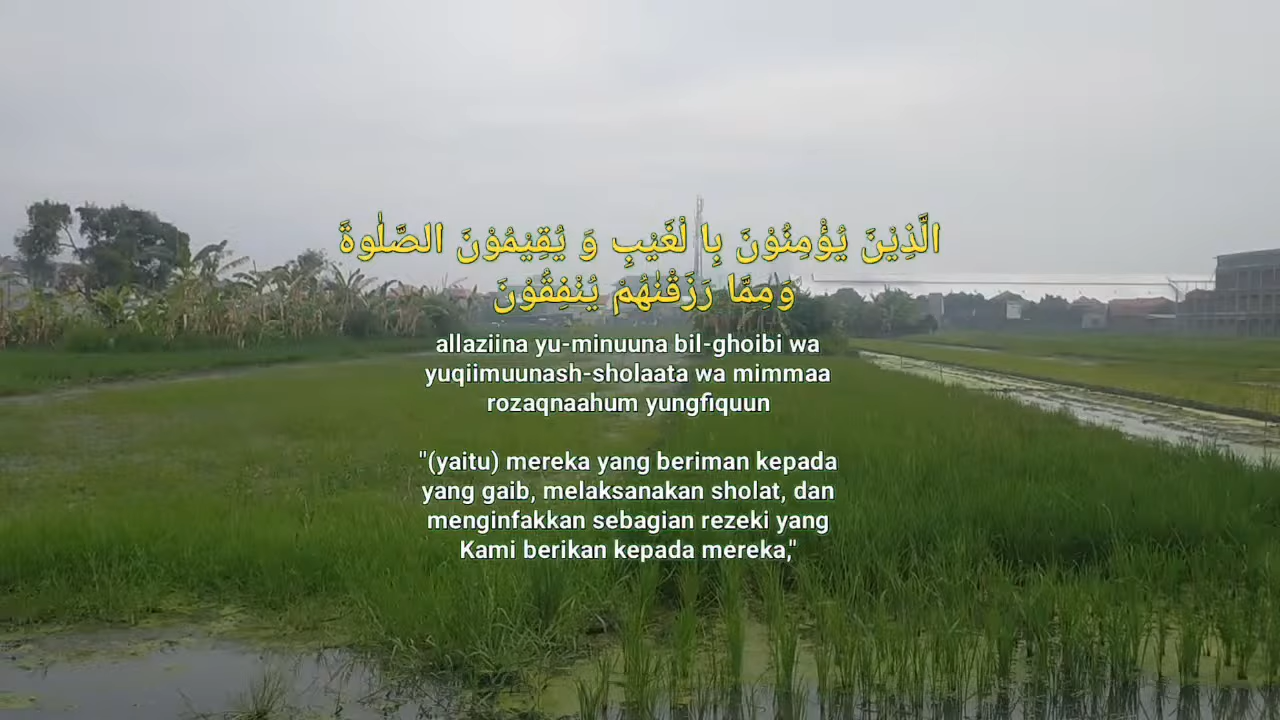 الَّذِيْنَ يُؤْمِنُوْنَ بِا لْغَيْبِ وَ يُقِيْمُوْنَ الصَّلٰوةَ
وَمِمَّا رَزَقْنٰهُمْ يُنْفِقُوْنَ
allaziina yu-minuuna bil-ghoibi wa
yuqiimuunash-sholaata wa mimmaa
rozaqnaahum yungfiquun
"(yaitu) mereka yang beriman kepada
yang gaib, melaksanakan sholat, dan
menginfakkan sebagian rezeki yang
Kami berikan kepada mereka,"